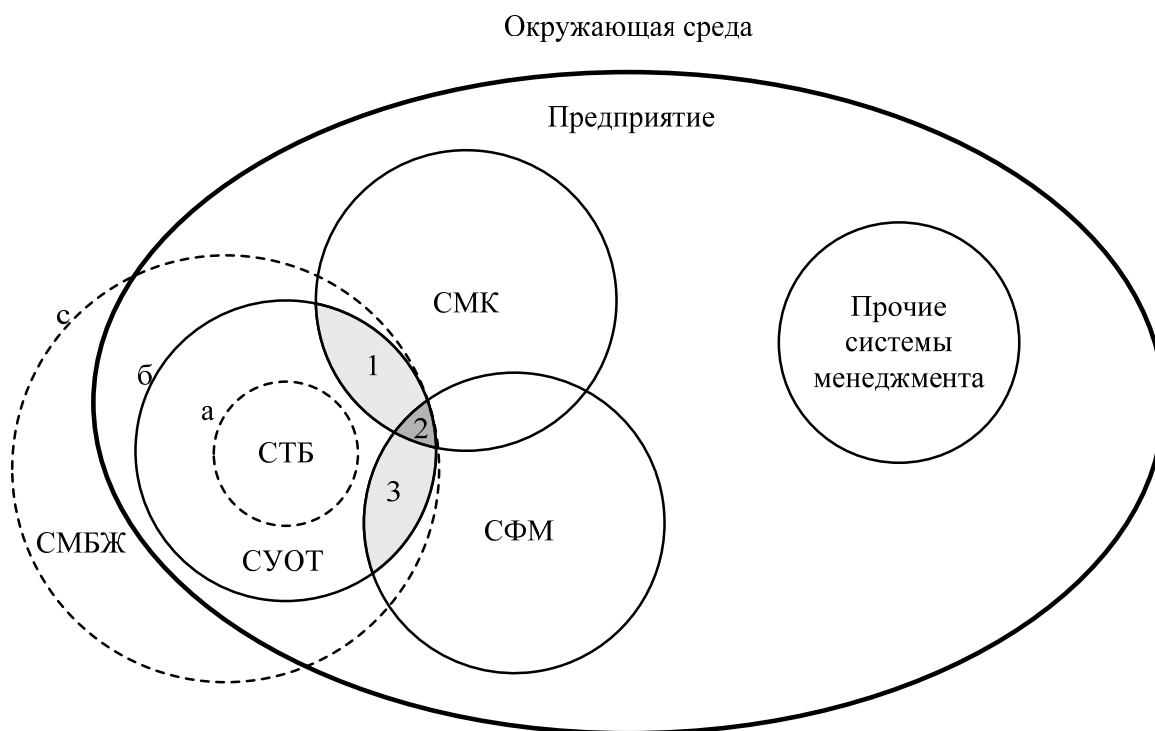 Окружающая среда
Предприятие
СМК
Прочие
системы
менеджмента
с
б
1
а
2
СТБ
3
СМБЖ
СУОТ
СФМ